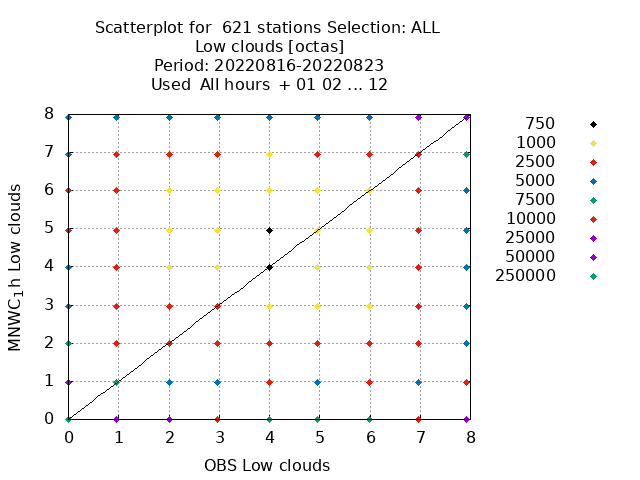 Scatterplot for  621 stations Selection: ALL
Low clouds [octas]
Period: 20220816-20220823
Used  All hours  + 01 02 ... 12
8
7
6
5
4
3
2
1
0
0 1 2 3 4 5 6 7 8
MNWC1h Low clouds
OBS Low clouds
750
1000
2500
5000
7500
10000
25000
50000
250000